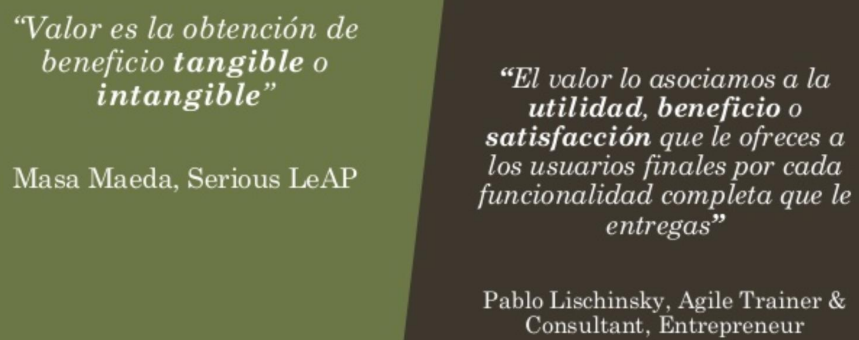 “Valor es la obtención de
beneficio tangible o
intangible”
Masa Maeda, Serious LeAP
“El valor lo asociamos a la
utilidad, beneficio o
satisfacción que le ofreces a
los usuarios finales por cada
funcionalidad completa que le
entregas”
Pablo Lischinsky, Agile Trainer &
Consultant, Entrepreneur